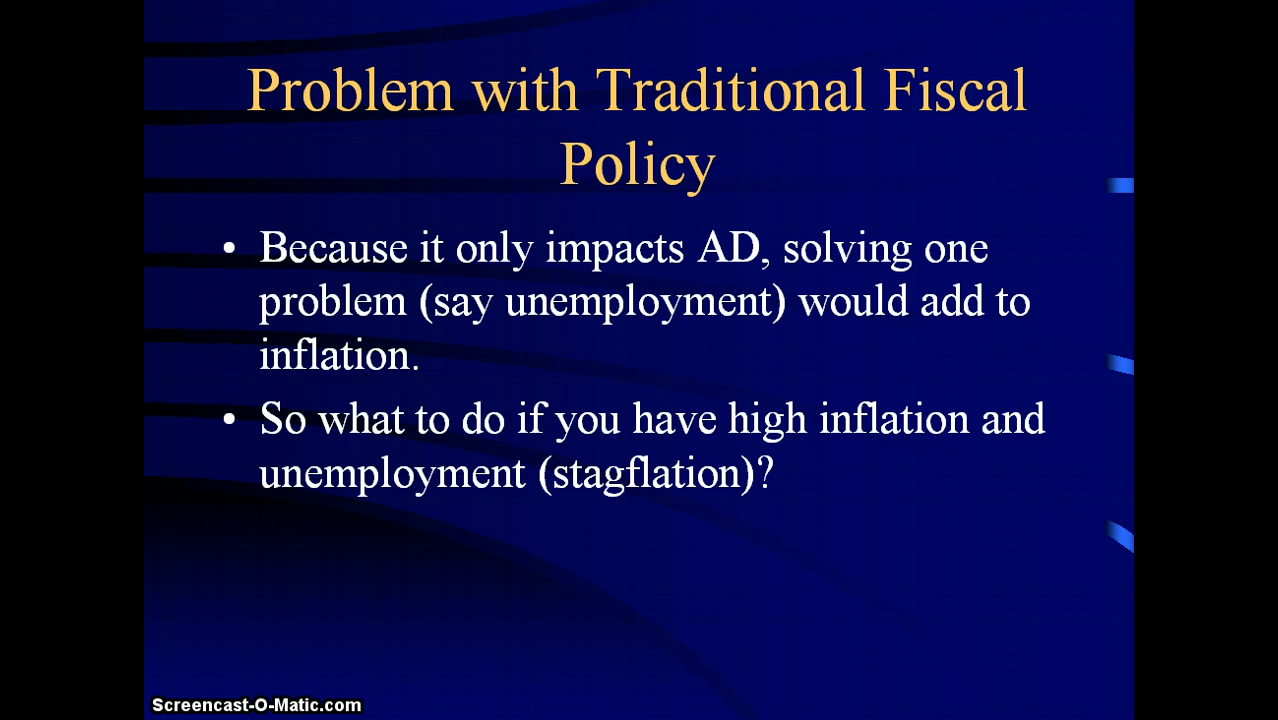 Problem with Traditional Fiscal
Policy
• Because it only impacts AD, solving one
problem (say unemployment) would add to
inflation.
• So what to do if you have high inflation and
unemployment (stagflation)?
Screencast-O-Matic.com